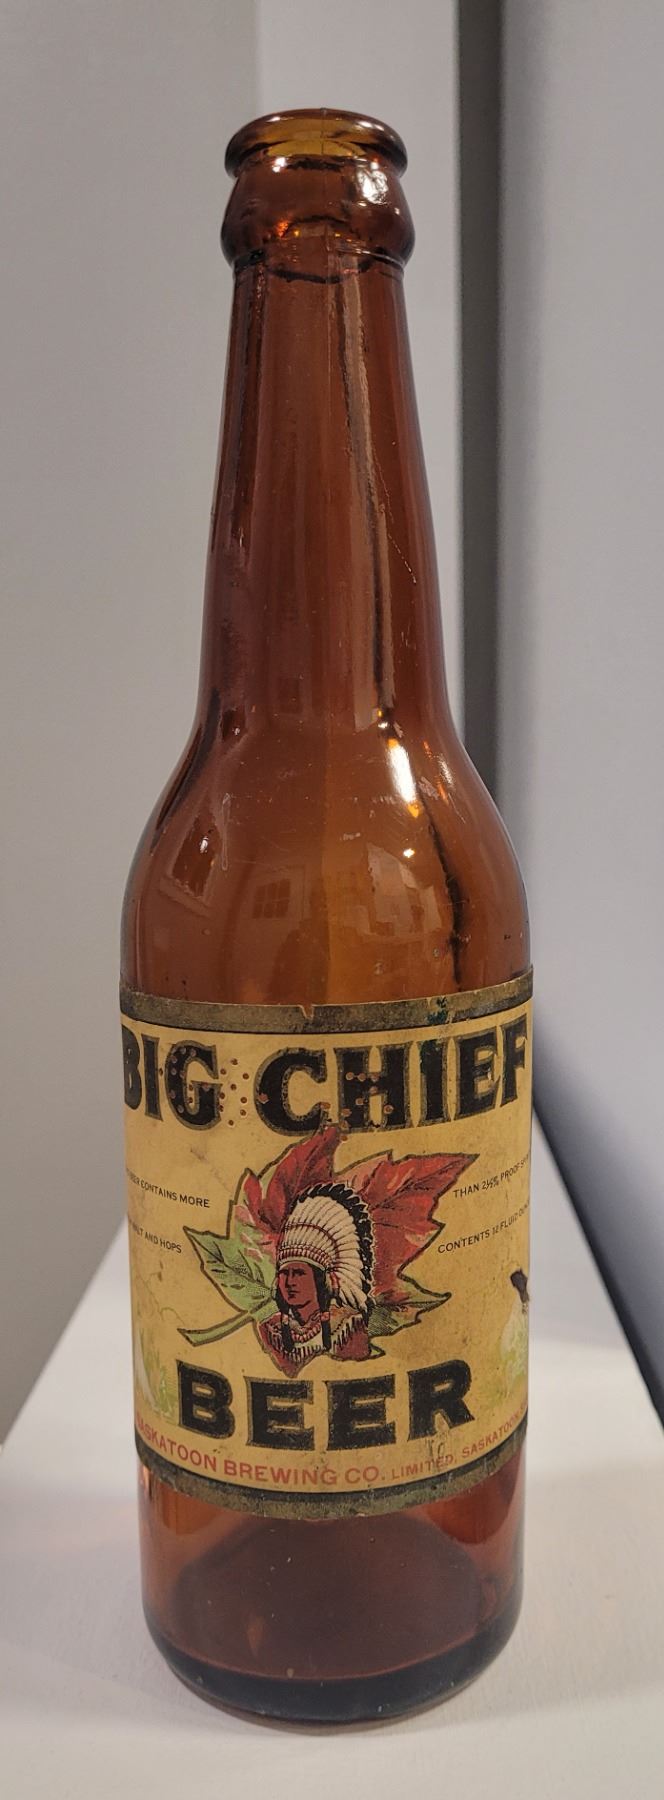 BIG CHIEF
BEER CONTAINS MORE THAN 2½% PROOF
MALT AND HOPS CONTENTS 12 FLUID
BEER
SASKATOON BREWING CO. LIMITED, SASKATOON,